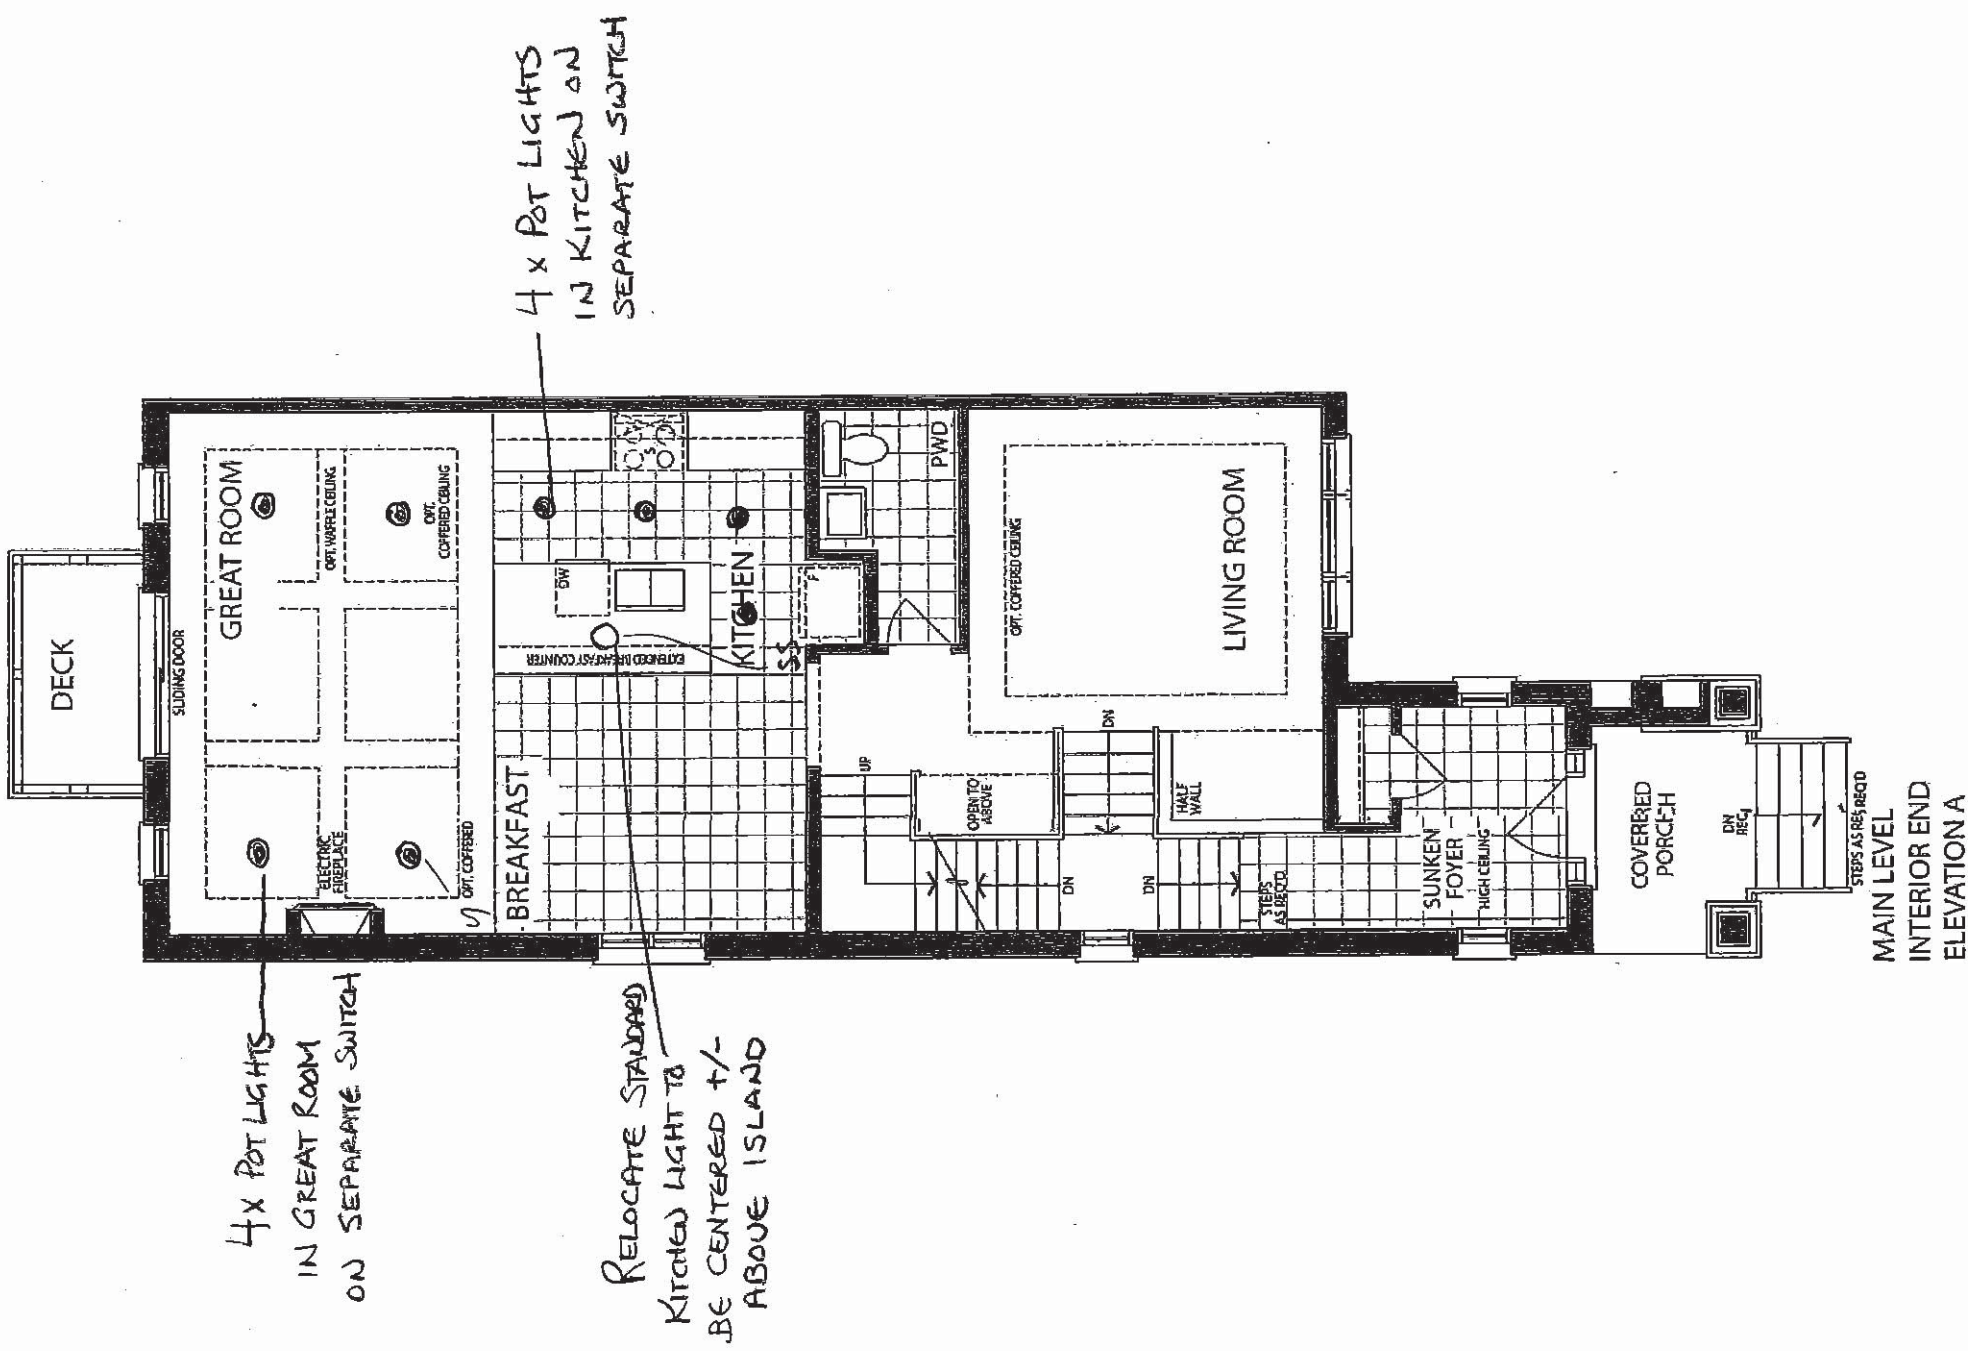 4 x POT LIGHTS
IN KITCHEN ON
SEPARATE SWITCH
DECK
SLIDING DOOR
GREAT ROOM
OPT. WAFFLE CEILING
OPT.
COFFERED CEILING
ELECTRIC
FIREPLACE
OPT. COFFERED
S
BREAKFAST
DW
EXTENDED BREAKFAST COUNTER
S
KITCHEN
F
SS
PWD
OPT. COFFERED CEILING
LIVING ROOM
UP
OPEN TO
ABOVE
DN
HALF
WALL
DN
DN
STEPS
AS REQ'D
SUNKEN
FOYER
HIGH CEILING
COVERED
PORCH
DN
REG.
STEPS AS REQ'D
4 x POT LIGHTS
IN GREAT ROOM
ON SEPARATE SWITCH
RELOCATE STANDARD
KITCHEN LIGHT TO
BE CENTERED +/-
ABOVE ISLAND
MAIN LEVEL
INTERIOR END
ELEVATION A